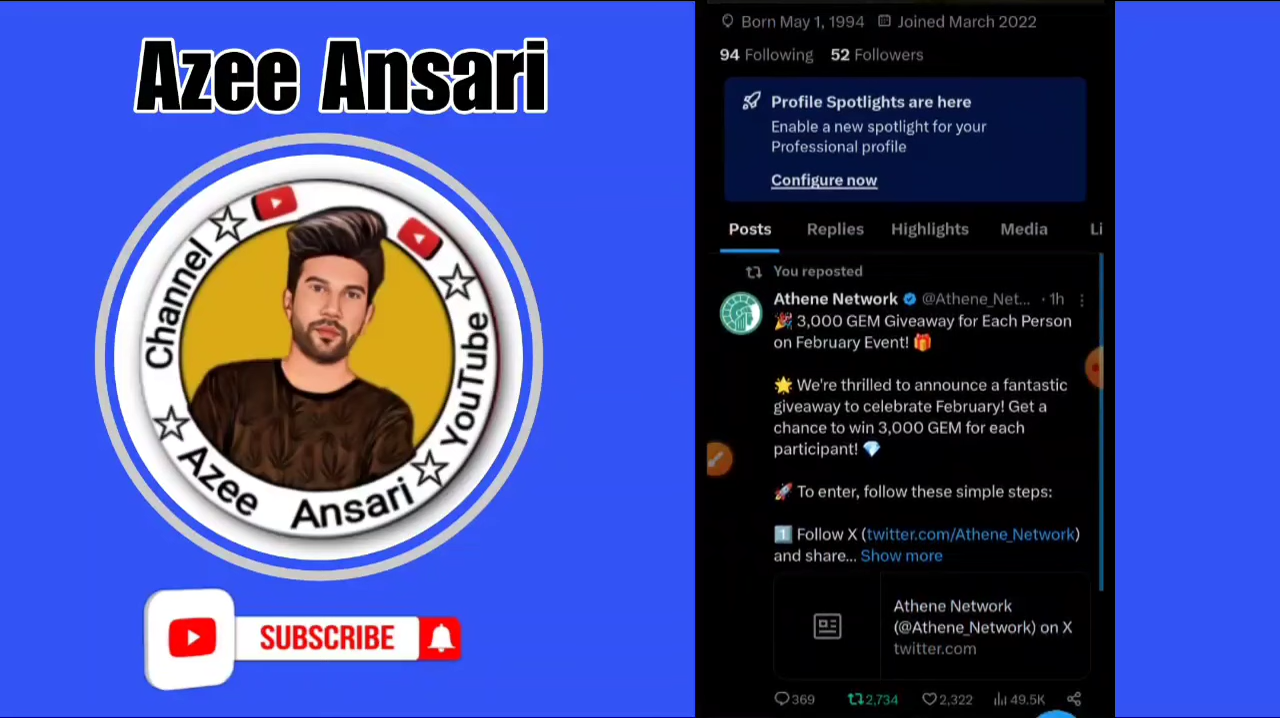 Azee Ansari
Channel
YouTube
Azee Ansari
SUBSCRIBE
Born May 1, 1994 Joined March 2022
94 Following 52 Followers
Profile Spotlights are here
Enable a new spotlight for your
Professional profile
Configure now
Posts Replies Highlights Media Li
You reposted
Athene Network @Athene_Net... · 1h
🎉 3,000 GEM Giveaway for Each Person
on February Event! 🎁
🌟 We're thrilled to announce a fantastic
giveaway to celebrate February! Get a
chance to win 3,000 GEM for each
participant! 💎
🚀 To enter, follow these simple steps:
1️⃣ Follow X (twitter.com/Athene_Network)
and share... Show more
Athene Network
(@Athene_Network) on X
twitter.com
369 2,734 2,322 49.5K